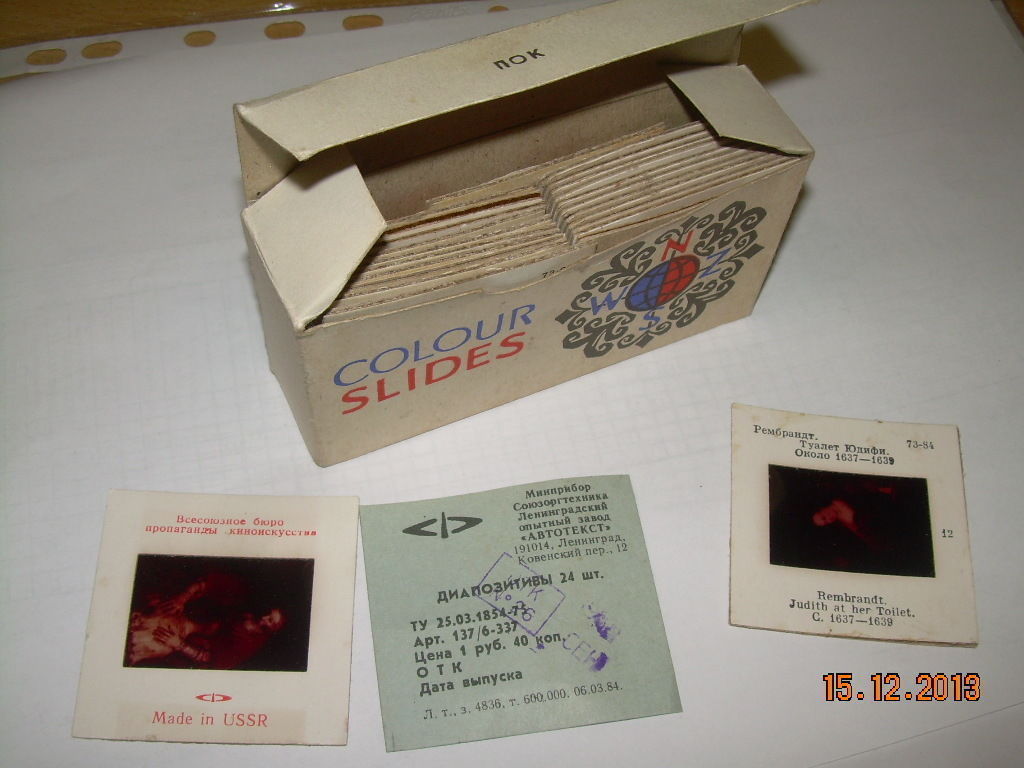 ПОК
COLOUR
SLIDES
N
W
S
Всесоюзное бюро
пропаганды киноискусства
Made in USSR
Минприбор
Союзоргтехника
Ленинградский
опытный завод
«АВТОТЕКСТ»
191014, Ленинград,
Ковенский пер., 12
ДИАПОЗИТИВЫ 24 шт.
ТУ 25.03.1854-77
Арт. 137/6-337
Цена 1 руб. 40 коп.
ОТК
Дата выпуска
Л. т., з. 4836, т. 600.000. 06.03.84.
Рембрандт.
Туалет Юдифи.
Около 1637—1639
73-84
12
Rembrandt.
Judith at her Toilet.
C. 1637—1639
15.12.2013